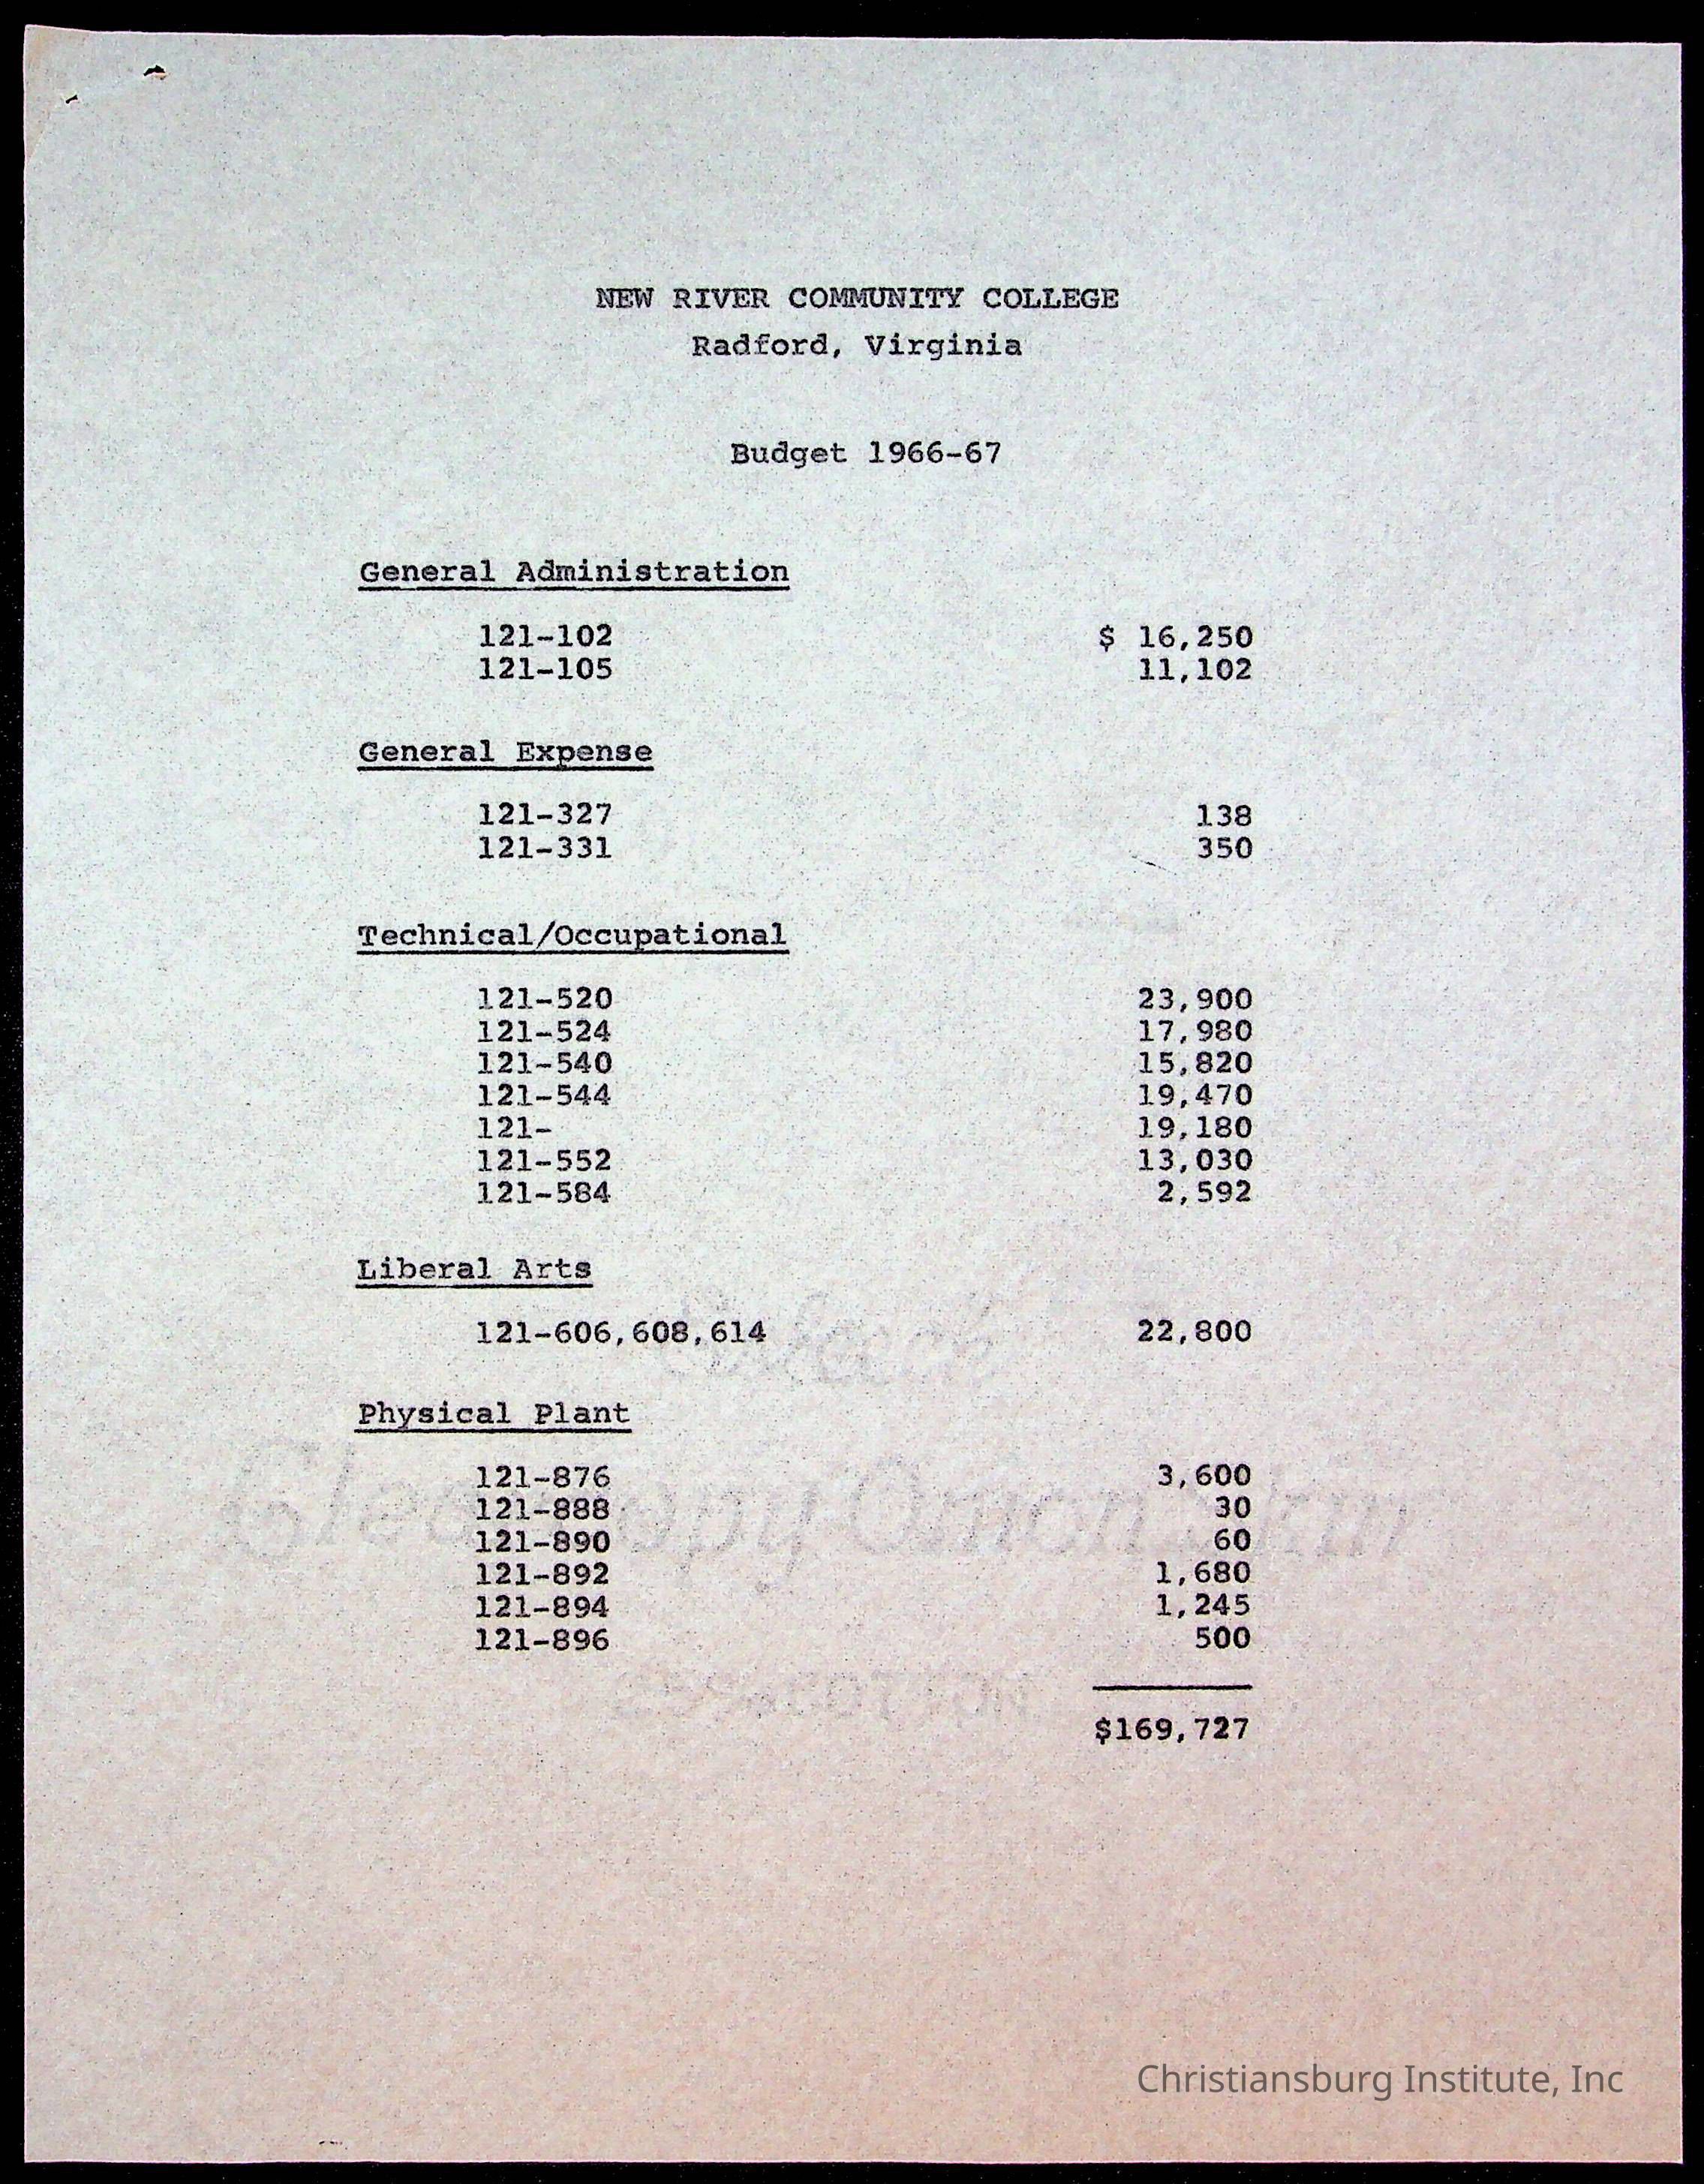 NEW RIVER COMMUNITY COLLEGE
Radford, Virginia
Budget 1966-67
General Administration
121-102 $ 16,250
121-105 11,102
General Expense
121-327 138
121-331 350
Technical/Occupational
121-520 23,900
121-524 17,980
121-540 15,820
121-544 19,470
121- 19,180
121-552 13,030
121-584 2,592
Liberal Arts
121-606,608,614 22,800
Physical Plant
121-876 3,600
121-888 30
121-890 60
121-892 1,680
121-894 1,245
121-896 500
$169,727
Christiansburg Institute, Inc